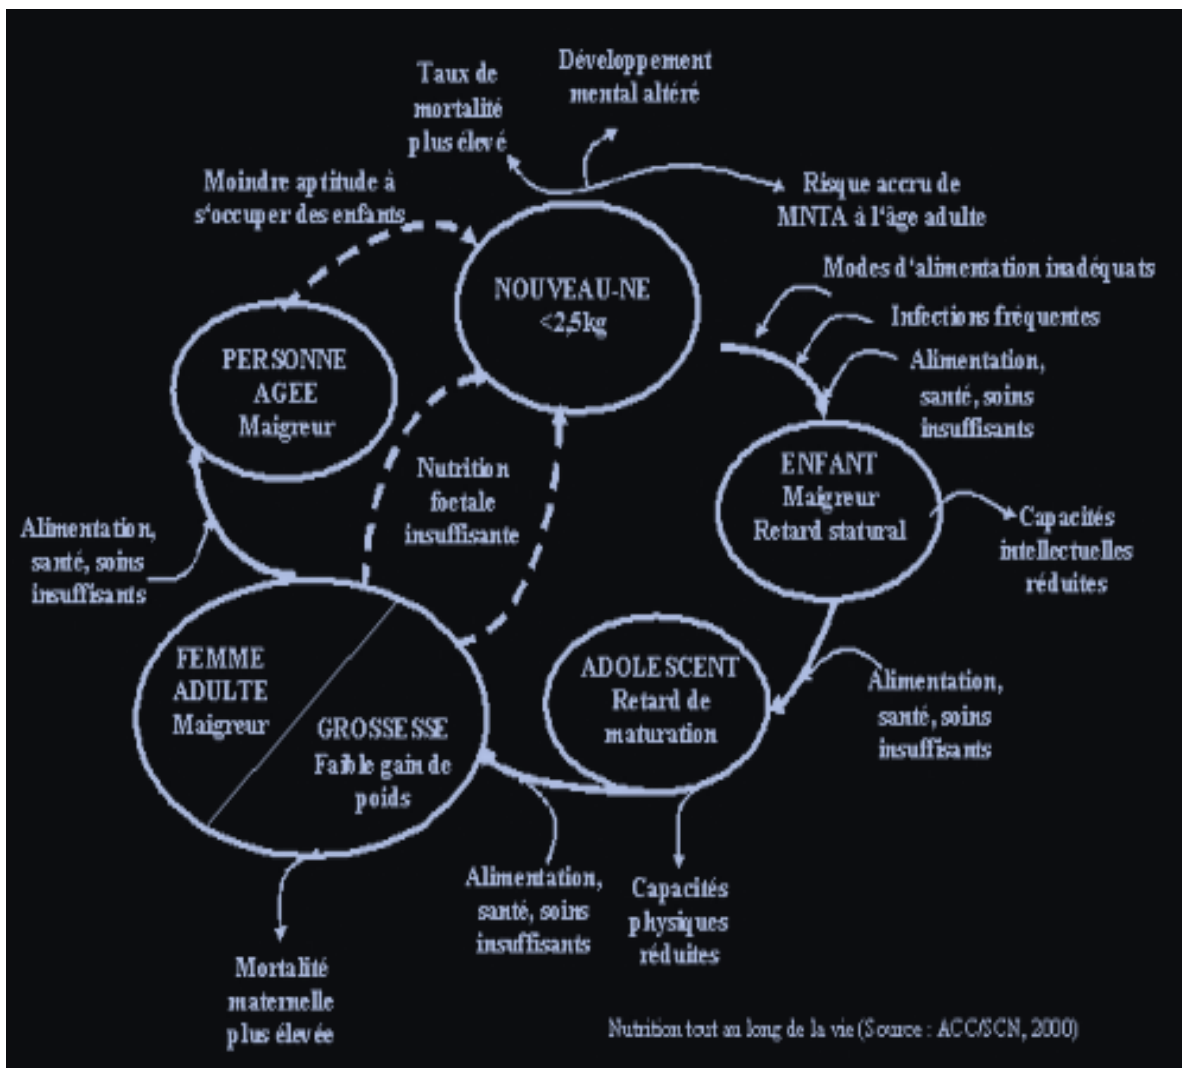 Développement
mental altéré
Taux de
mortalité
plus élevé
Moindre aptitude à
s'occuper des enfants
Risque accru de
MNTA à l'âge adulte
Modes d'alimentation inadéquats
Infections fréquentes
Alimentation,
santé, soins
insuffisants
NOUVEAU-NE
<2,5kg
PERSONNE
AGEE
Maigreur
ENFANT
Maigreur
Retard statural
Nutrition
foetale
insuffisante
Capacités
intellectuelles
réduites
Alimentation,
santé, soins
insuffisants
FEMME
ADULTE
Maigreur
GROSSESSE
Faible gain de
poids
ADOLESCENT
Retard de
maturation
Alimentation,
santé, soins
insuffisants
Alimentation,
santé, soins
insuffisants
Capacités
physiques
réduites
Mortalité
maternelle
plus élevée
Nutrition tout au long de la vie (Source : ACC/SCN, 2000)